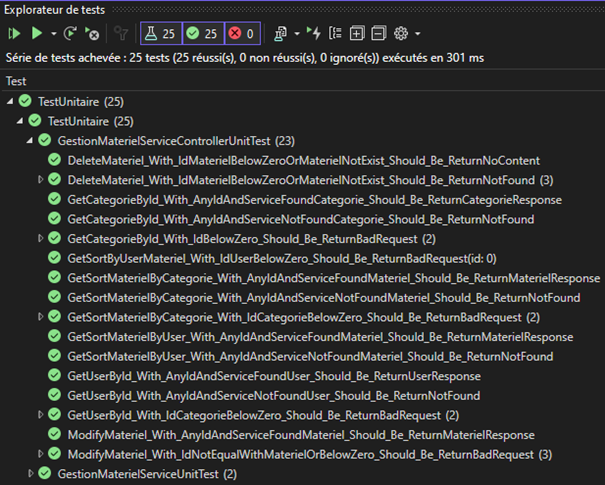 Explorateur de tests
25 25 0
Série de tests achevée : 25 tests (25 réussi(s), 0 non réussi(s), 0 ignoré(s)) exécutés en 301 ms
Test
TestUnitaire (25)
TestUnitaire (25)
GestionMaterielServiceControllerUnitTest (23)
DeleteMateriel_With_IdMaterielBelowZeroOrMaterielNotExist_Should_Be_ReturnNoContent
DeleteMateriel_With_IdMaterielBelowZeroOrMaterielNotExist_Should_Be_ReturnNotFound (3)
GetCategorieById_With_AnyIdAndServiceFoundCategorie_Should_Be_ReturnCategorieResponse
GetCategorieById_With_AnyIdAndServiceNotFoundCategorie_Should_Be_ReturnNotFound
GetCategorieById_With_IdBelowZero_Should_Be_ReturnBadRequest (2)
GetSortByUserMateriel_With_IdUserBelowZero_Should_Be_ReturnBadRequest(id: 0)
GetSortMaterielByCategorie_With_AnyIdAndServiceFoundMateriel_Should_Be_ReturnMaterielResponse
GetSortMaterielByCategorie_With_AnyIdAndServiceNotFoundMateriel_Should_Be_ReturnNotFound
GetSortMaterielByCategorie_With_IdCategorieBelowZero_Should_Be_ReturnBadRequest (2)
GetSortMaterielByUser_With_AnyIdAndServiceFoundMateriel_Should_Be_ReturnMaterielResponse
GetSortMaterielByUser_With_AnyIdAndServiceNotFoundMateriel_Should_Be_ReturnNotFound
GetUserById_With_AnyIdAndServiceFoundUser_Should_Be_ReturnUserResponse
GetUserById_With_AnyIdAndServiceNotFoundUser_Should_Be_ReturnNotFound
GetUserById_With_IdCategorieBelowZero_Should_Be_ReturnBadRequest (2)
ModifyMateriel_With_AnyIdAndServiceFoundMateriel_Should_Be_ReturnMaterielResponse
ModifyMateriel_With_IdNotEqualWithMaterielOrBelowZero_Should_Be_ReturnBadRequest (3)
GestionMaterielServiceUnitTest (2)